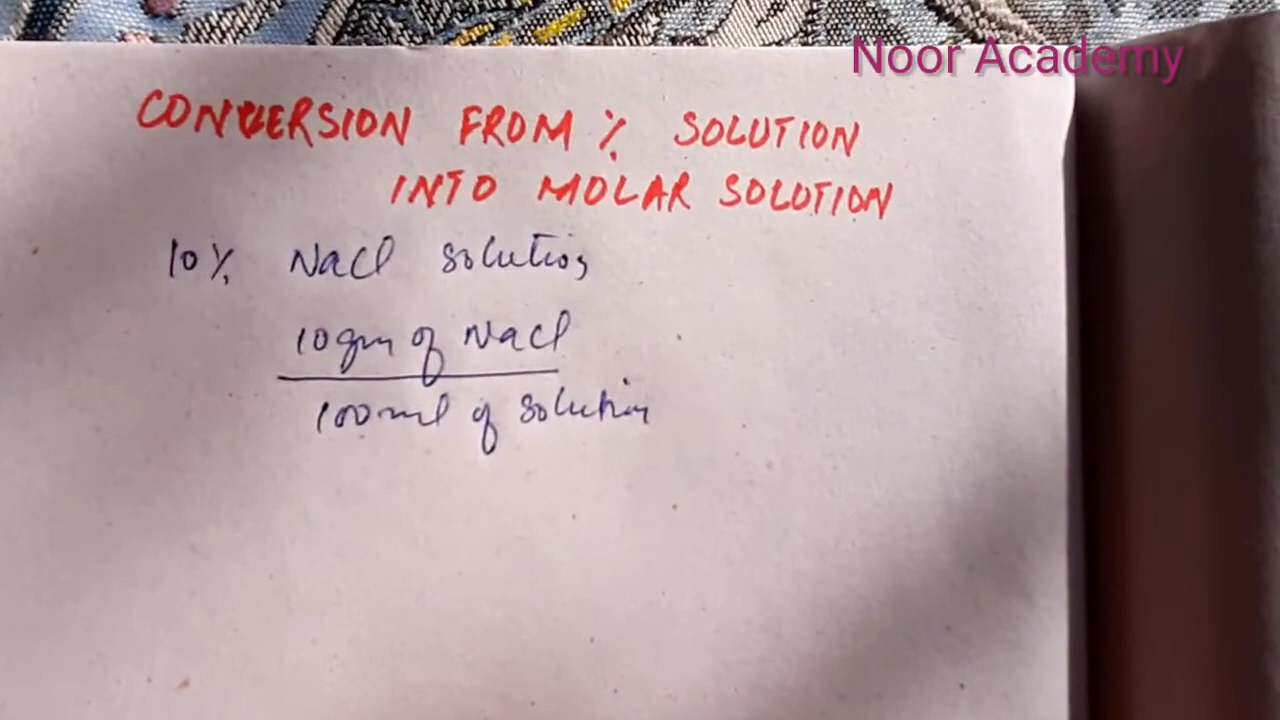 Noor Academy
CONVERSION FROM % SOLUTION
INTO MOLAR SOLUTION
10% NaCl solution
10gm of NaCl
100ml of solution